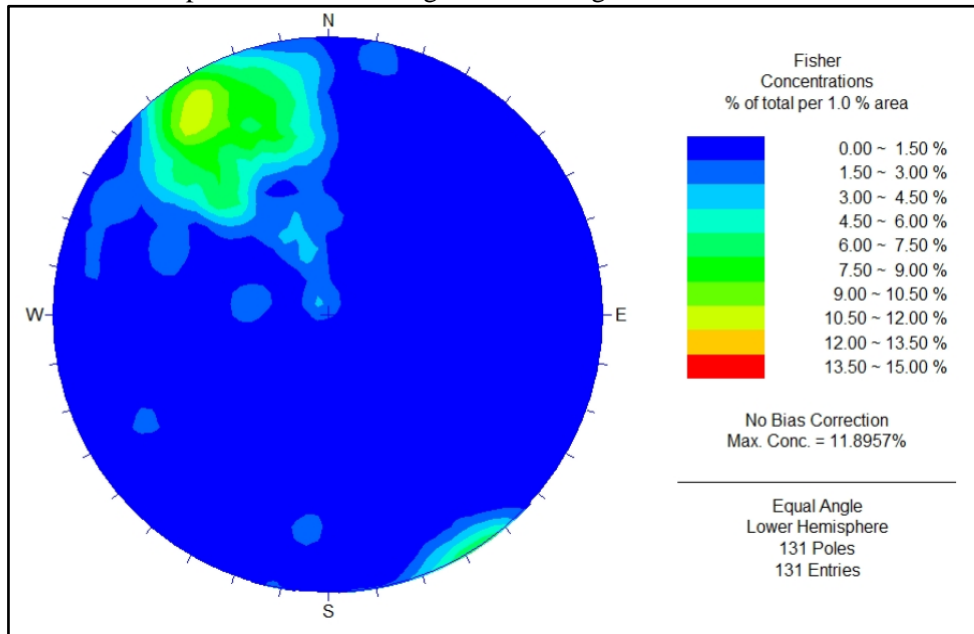 N
W
E
S
Fisher
Concentrations
% of total per 1.0 % area
0.00 ~ 1.50 %
1.50 ~ 3.00 %
3.00 ~ 4.50 %
4.50 ~ 6.00 %
6.00 ~ 7.50 %
7.50 ~ 9.00 %
9.00 ~ 10.50 %
10.50 ~ 12.00 %
12.00 ~ 13.50 %
13.50 ~ 15.00 %
No Bias Correction
Max. Conc. = 11.8957%
Equal Angle
Lower Hemisphere
131 Poles
131 Entries